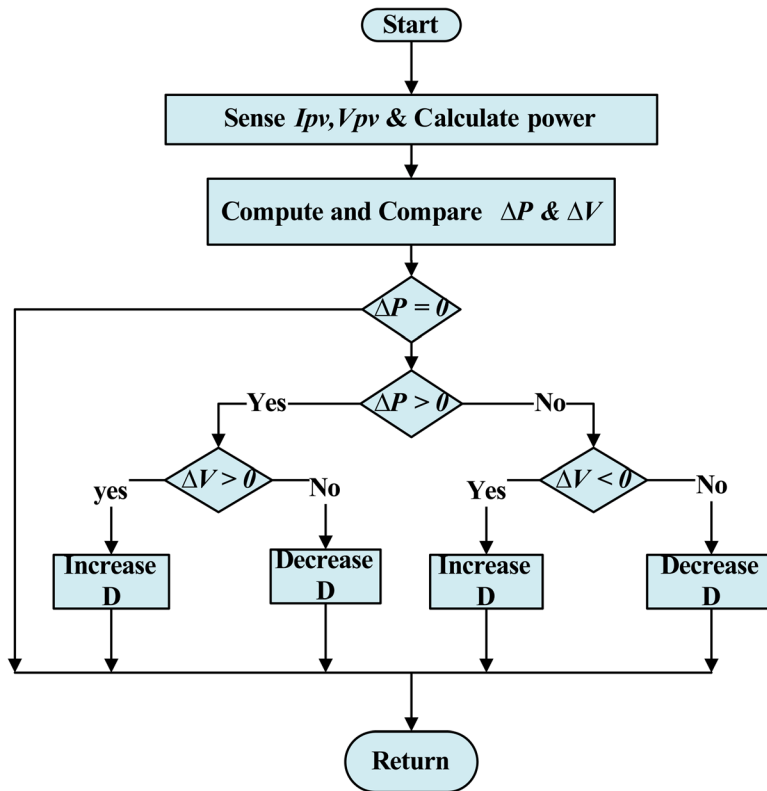 Start
Sense Ipv,Vpv & Calculate power
Compute and Compare ΔP & ΔV
ΔP = 0
ΔP > 0
Yes
No
ΔV > 0
ΔV < 0
yes
No
Yes
No
Increase
D
Decrease
D
Increase
D
Decrease
D
Return